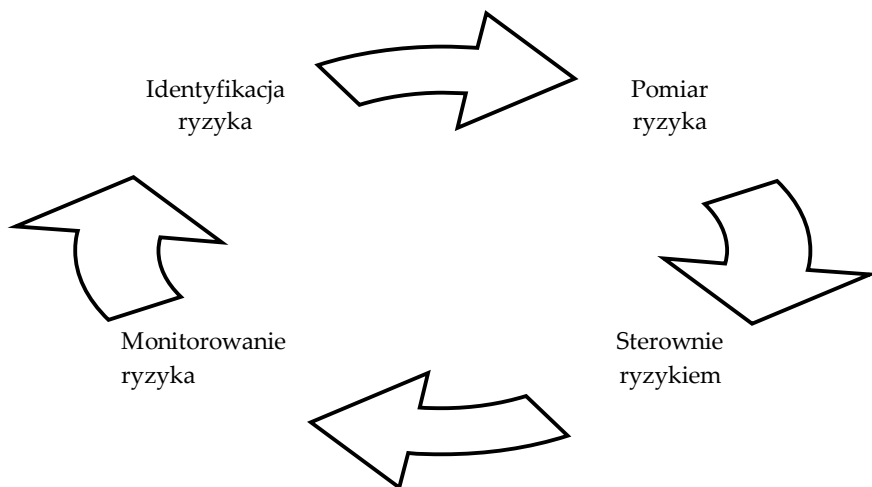 Identyfikacja
ryzyka
Pomiar
ryzyka
Sterownie
ryzykiem
Monitorowanie
ryzyka